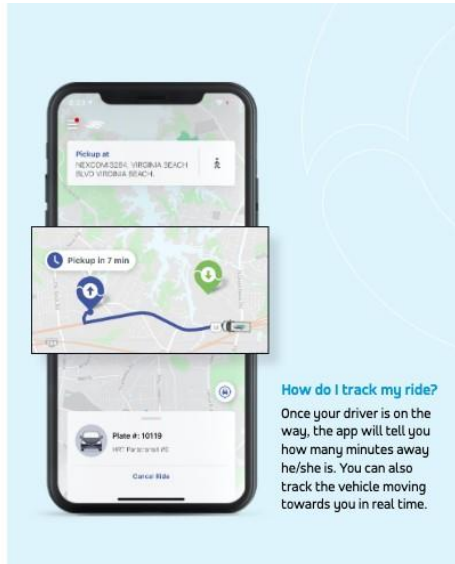 Pickup at
VIRGINIA BEACH
BLVD VIRGINIA BEACH,
Pickup in 7 min
Plate #: 10119
HRT Paratransit
Cancel Ride
How do I track my ride?
Once your driver is on the
way, the app will tell you
how many minutes away
he/she is. You can also
track the vehicle moving
towards you in real time.